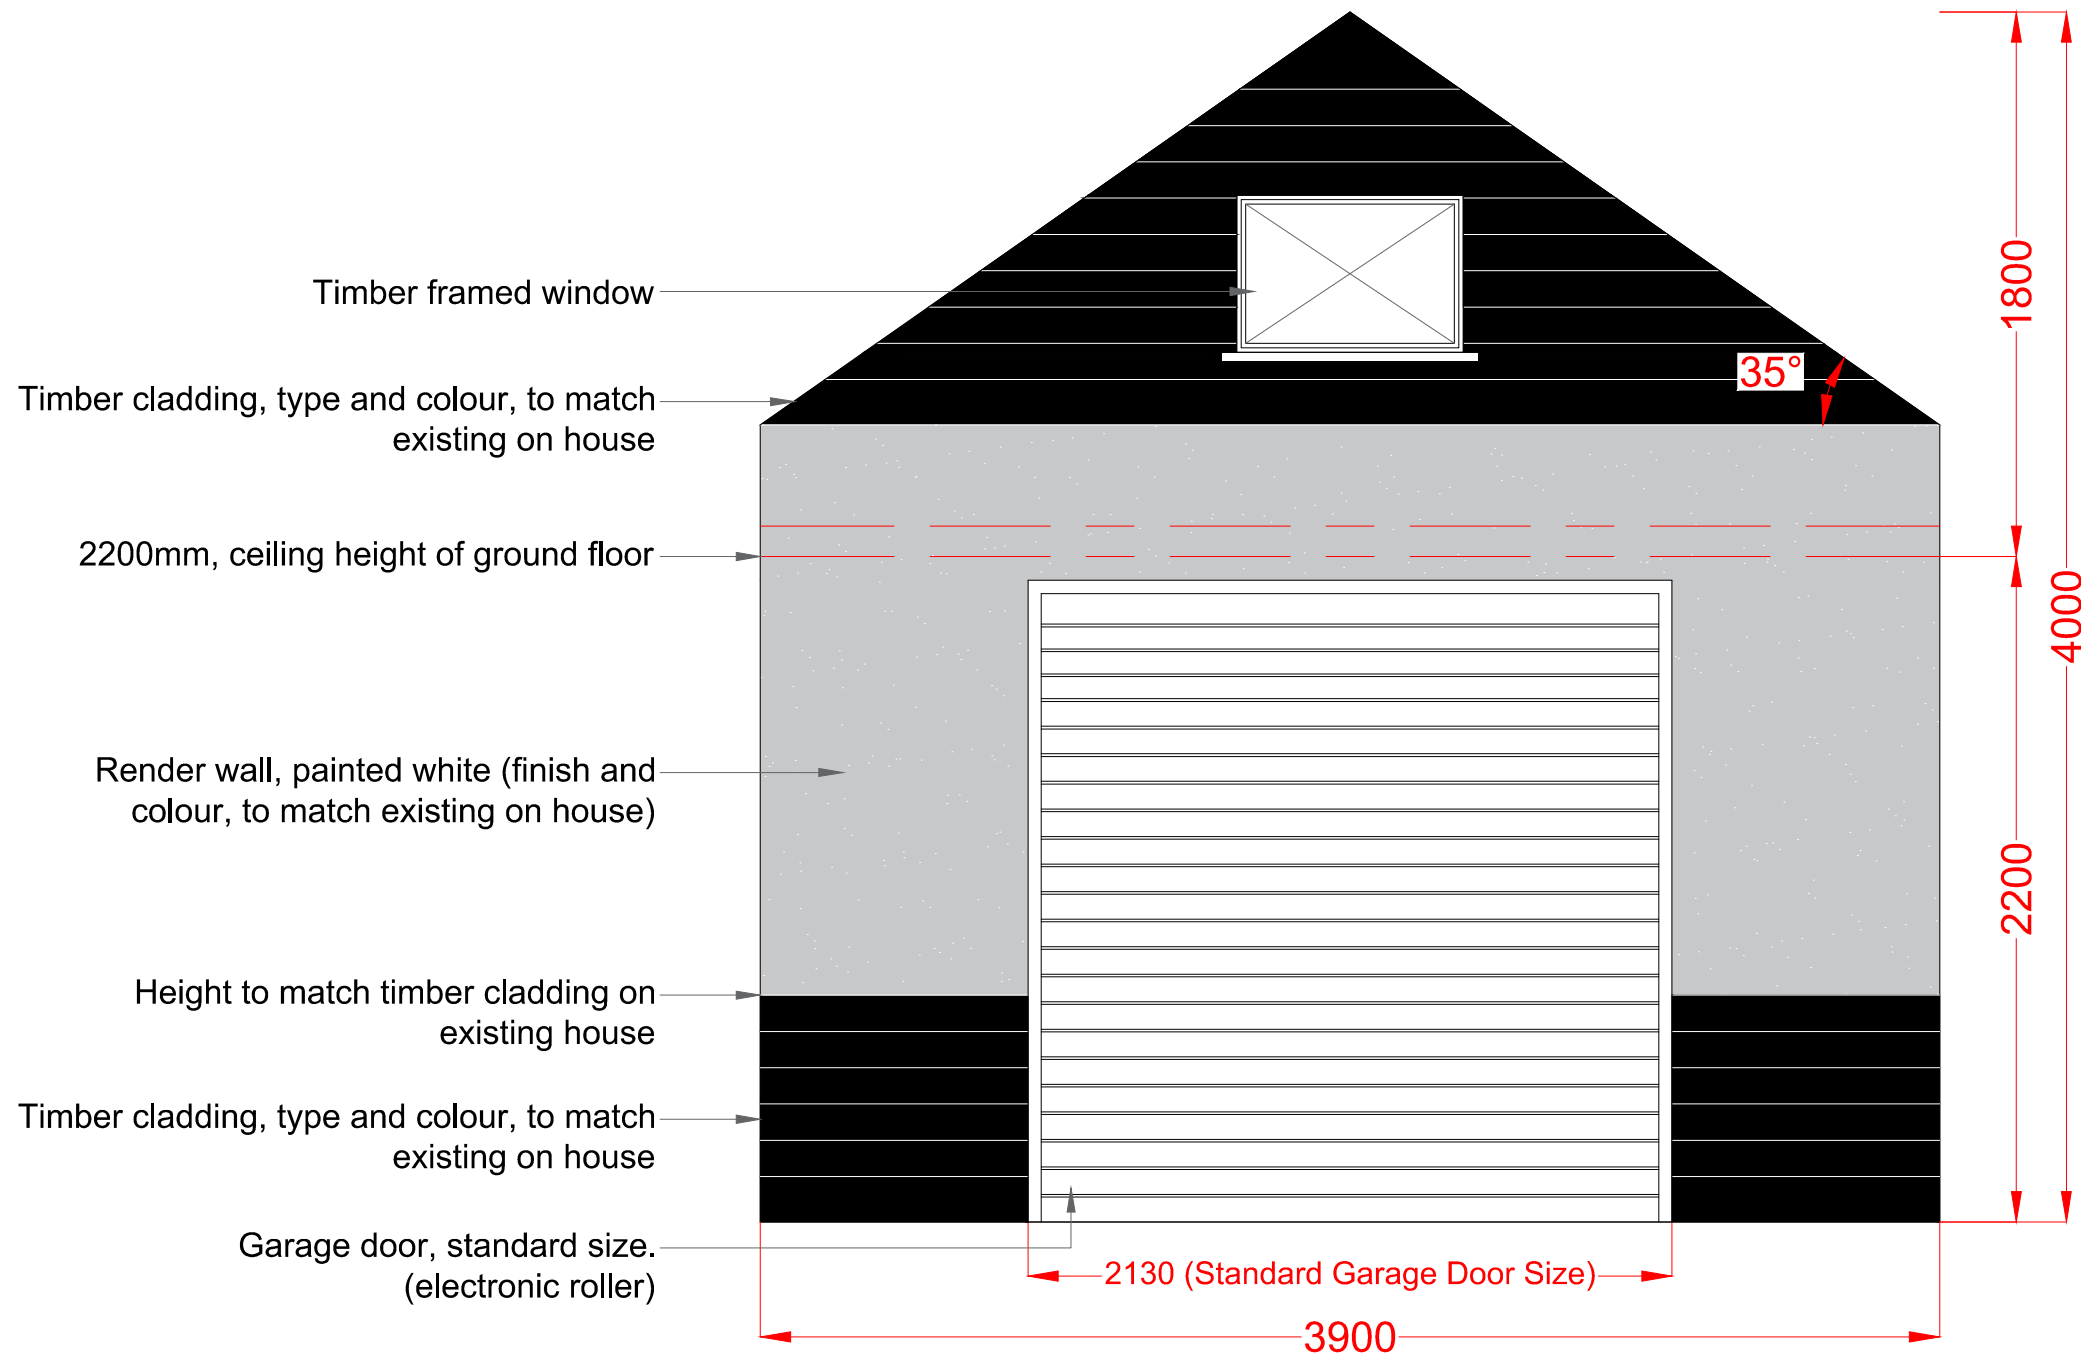 Timber framed window
Timber cladding, type and colour, to match
existing on house
2200mm, ceiling height of ground floor
Render wall, painted white (finish and
colour, to match existing on house)
Height to match timber cladding on
existing house
Timber cladding, type and colour, to match
existing on house
Garage door, standard size.
(electronic roller)
35°
1800
4000
2200
2130 (Standard Garage Door Size)
3900